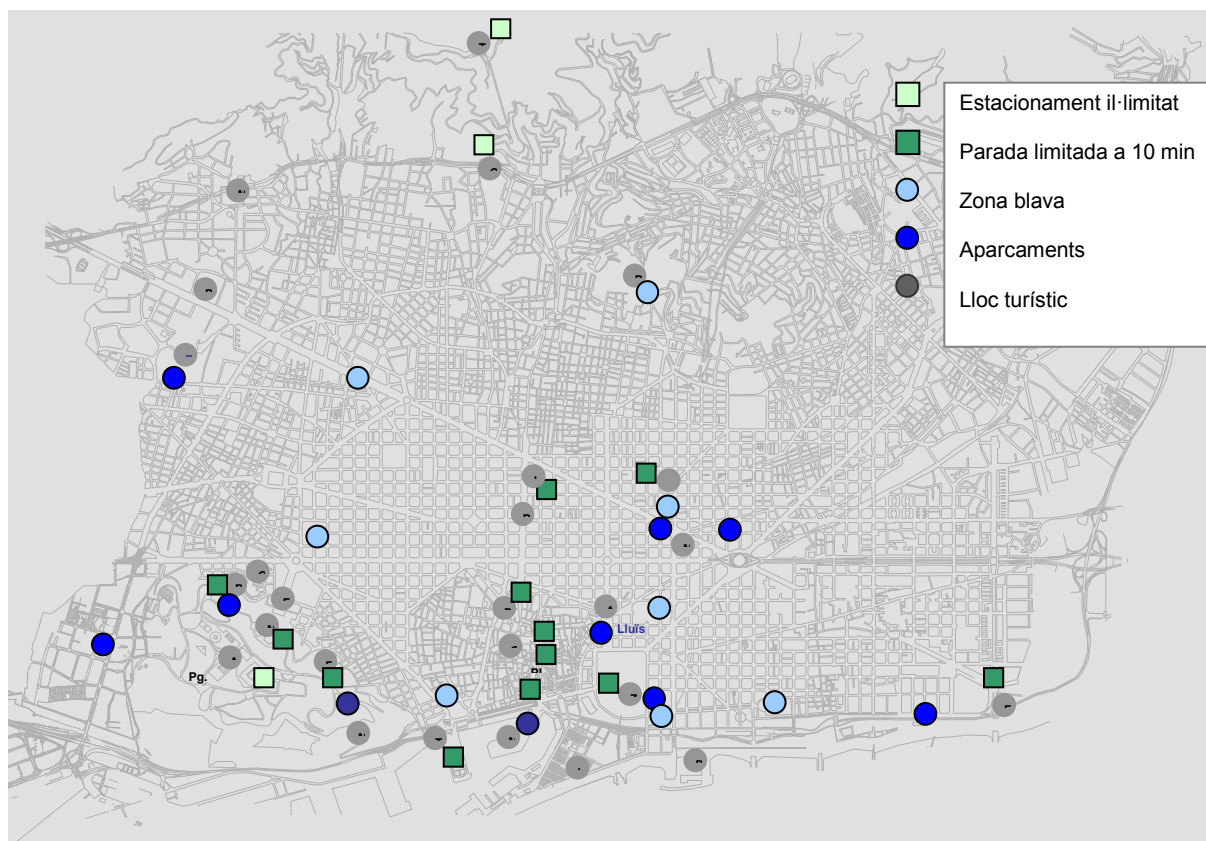 Estacionament il·limitat
Parada limitada a 10 min
Zona blava
Aparcaments
Lloc turístic
Lluïs
Pg.